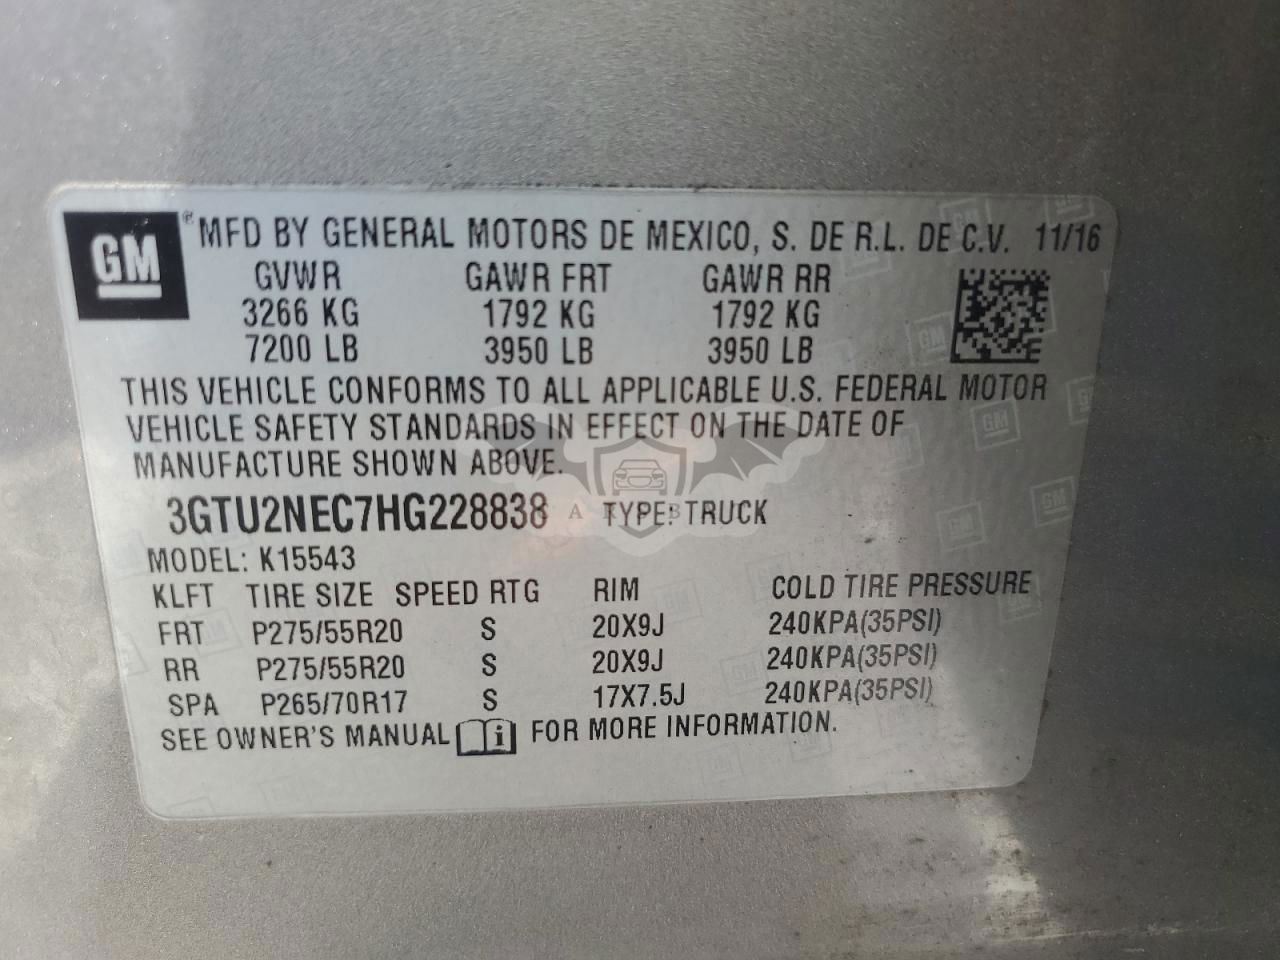 GM ® MFD BY GENERAL MOTORS DE MEXICO, S. DE R.L. DE C.V. 11/16
GVWR GAWR FRT GAWR RR
3266 KG 1792 KG 1792 KG
7200 LB 3950 LB 3950 LB
THIS VEHICLE CONFORMS TO ALL APPLICABLE U.S. FEDERAL MOTOR
VEHICLE SAFETY STANDARDS IN EFFECT ON THE DATE OF
MANUFACTURE SHOWN ABOVE.
3GTU2NEC7HG228838 TYPE: TRUCK
MODEL: K15543
KLFT TIRE SIZE SPEED RTG RIM COLD TIRE PRESSURE
FRT P275/55R20 S 20X9J 240KPA(35PSI)
RR P275/55R20 S 20X9J 240KPA(35PSI)
SPA P265/70R17 S 17X7.5J 240KPA(35PSI)
SEE OWNER'S MANUAL i FOR MORE INFORMATION.